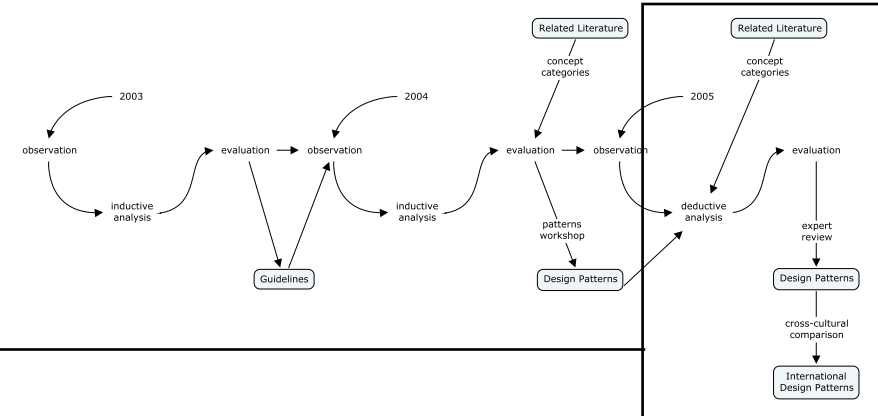 Related Literature
Related Literature
concept
categories
concept
categories
2003
2004
2005
observation
evaluation
observation
evaluation
observation
evaluation
inductive
analysis
inductive
analysis
deductive
analysis
patterns
workshop
expert
review
Guidelines
Design Patterns
Design Patterns
cross-cultural
comparison
International
Design Patterns